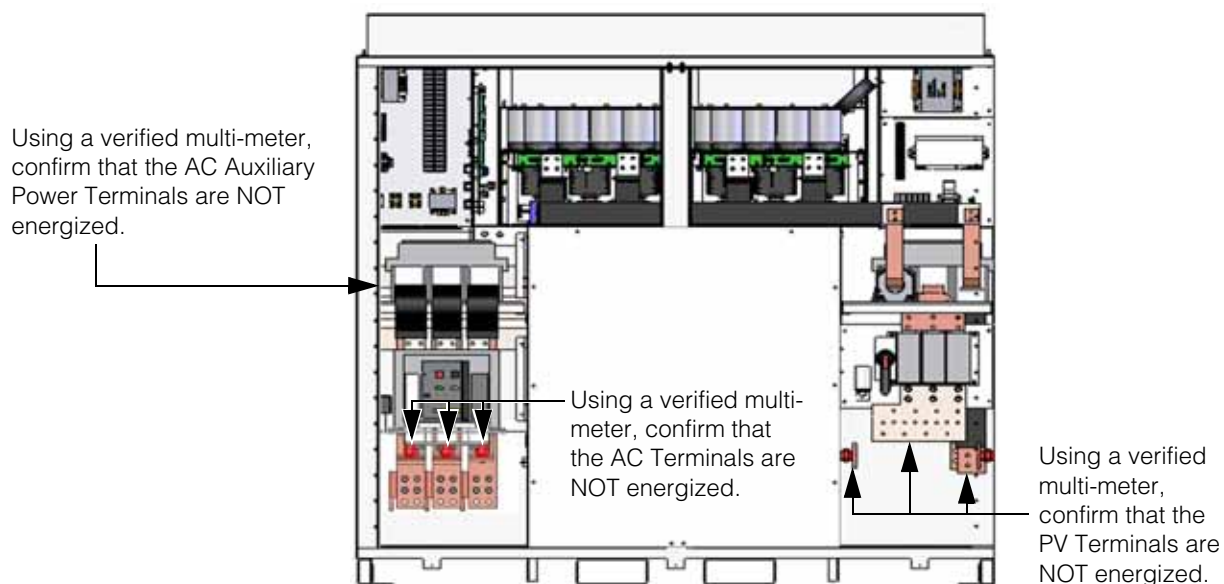 Using a verified multi-meter,
confirm that the AC Auxiliary
Power Terminals are NOT
energized.
Using a verified multi-
meter, confirm that
the AC Terminals are
NOT energized.
Using a verified
multi-meter,
confirm that the
PV Terminals are
NOT energized.